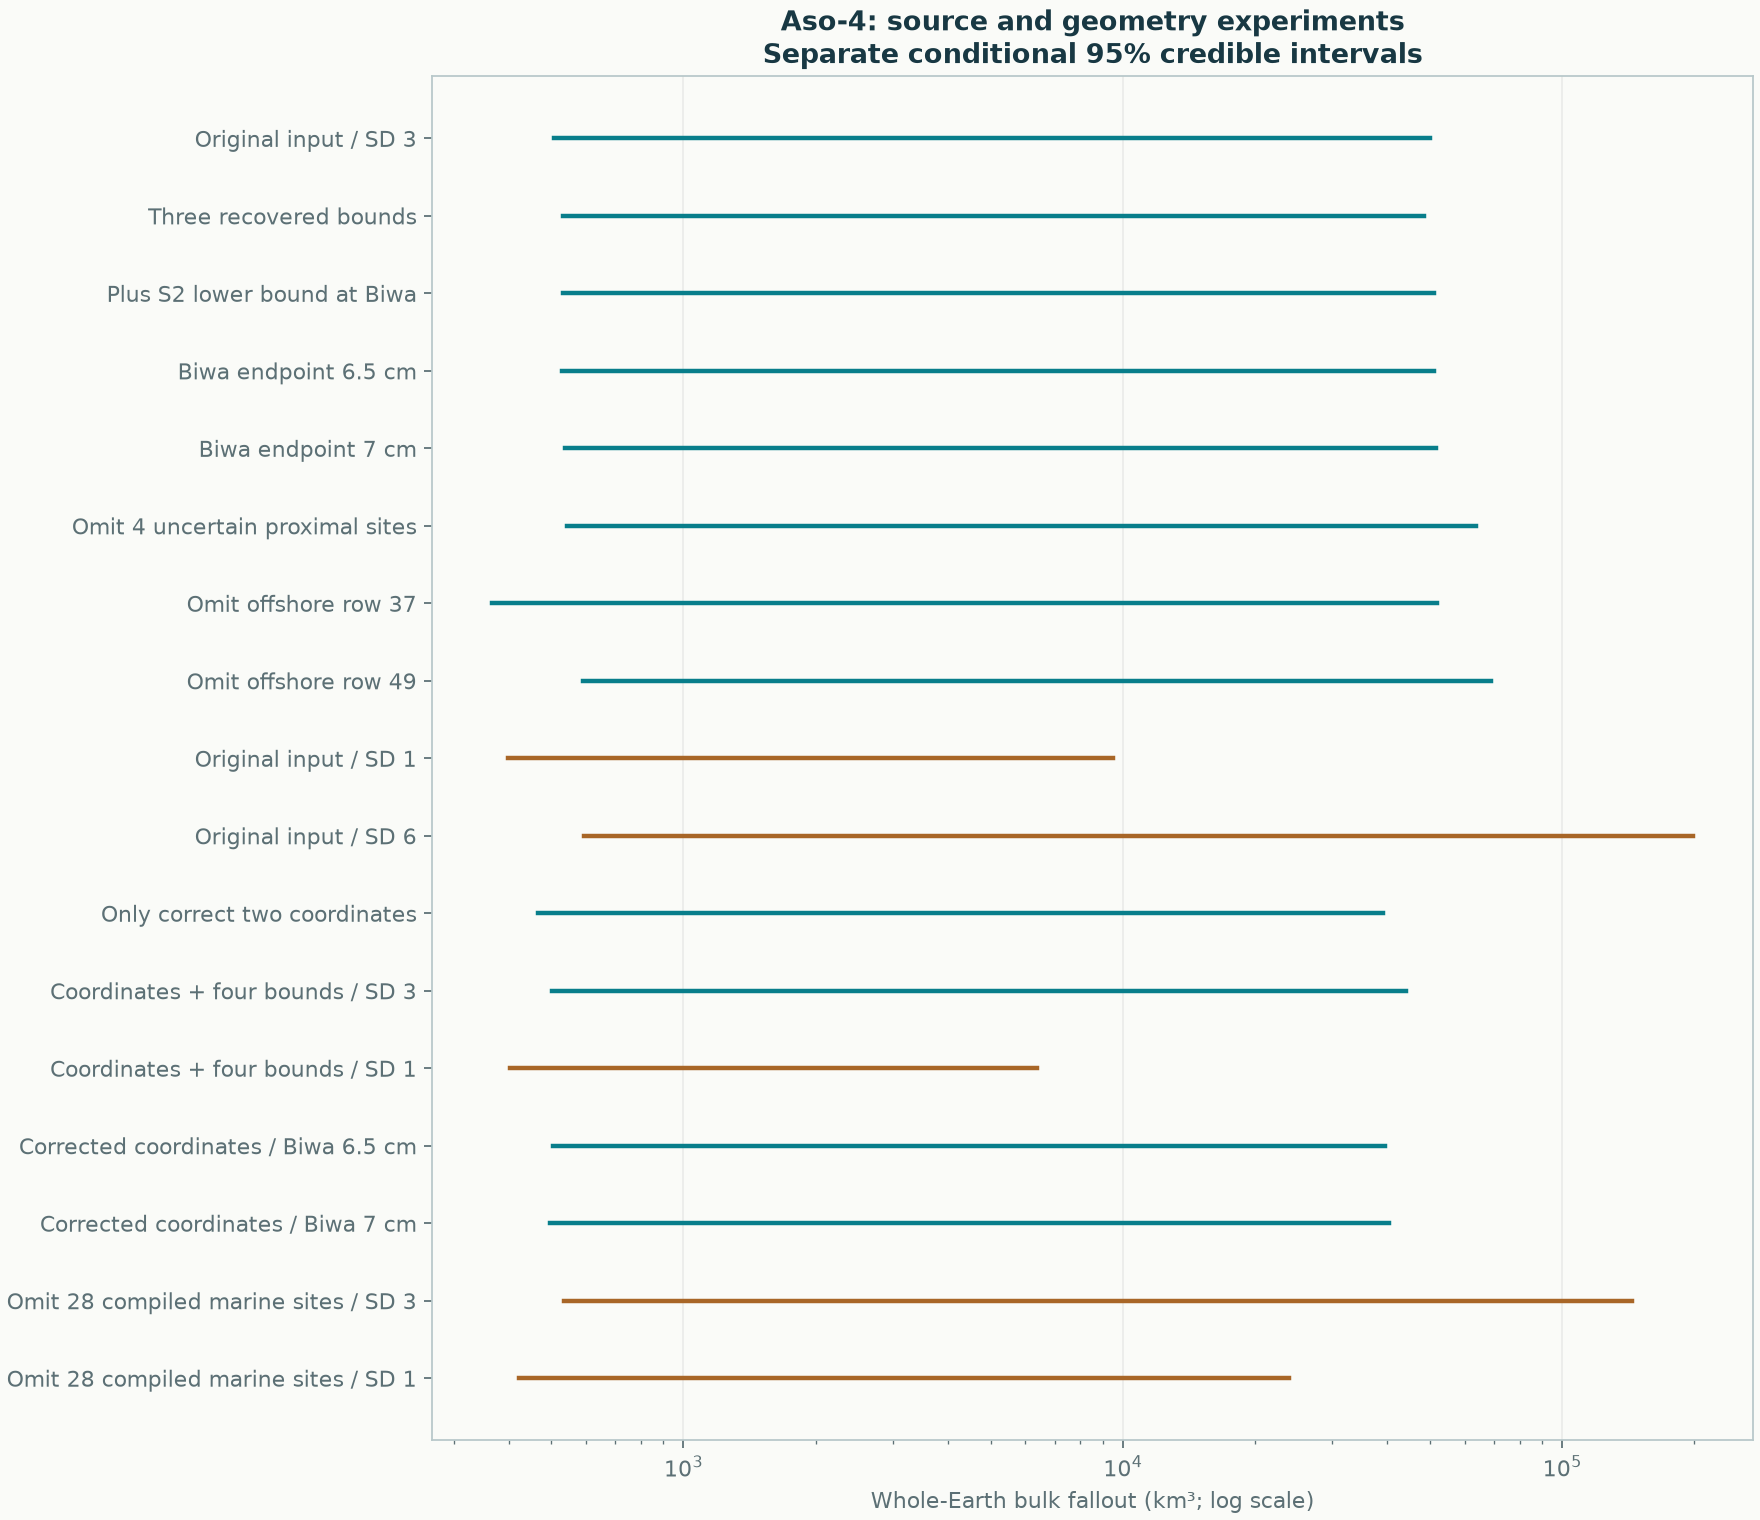 Aso-4: source and geometry experiments
Separate conditional 95% credible intervals
Original input / SD 3
Three recovered bounds
Plus S2 lower bound at Biwa
Biwa endpoint 6.5 cm
Biwa endpoint 7 cm
Omit 4 uncertain proximal sites
Omit offshore row 37
Omit offshore row 49
Original input / SD 1
Original input / SD 6
Only correct two coordinates
Coordinates + four bounds / SD 3
Coordinates + four bounds / SD 1
Corrected coordinates / Biwa 6.5 cm
Corrected coordinates / Biwa 7 cm
Omit 28 compiled marine sites / SD 3
Omit 28 compiled marine sites / SD 1
10³ 10⁴ 10⁵
Whole-Earth bulk fallout (km³; log scale)